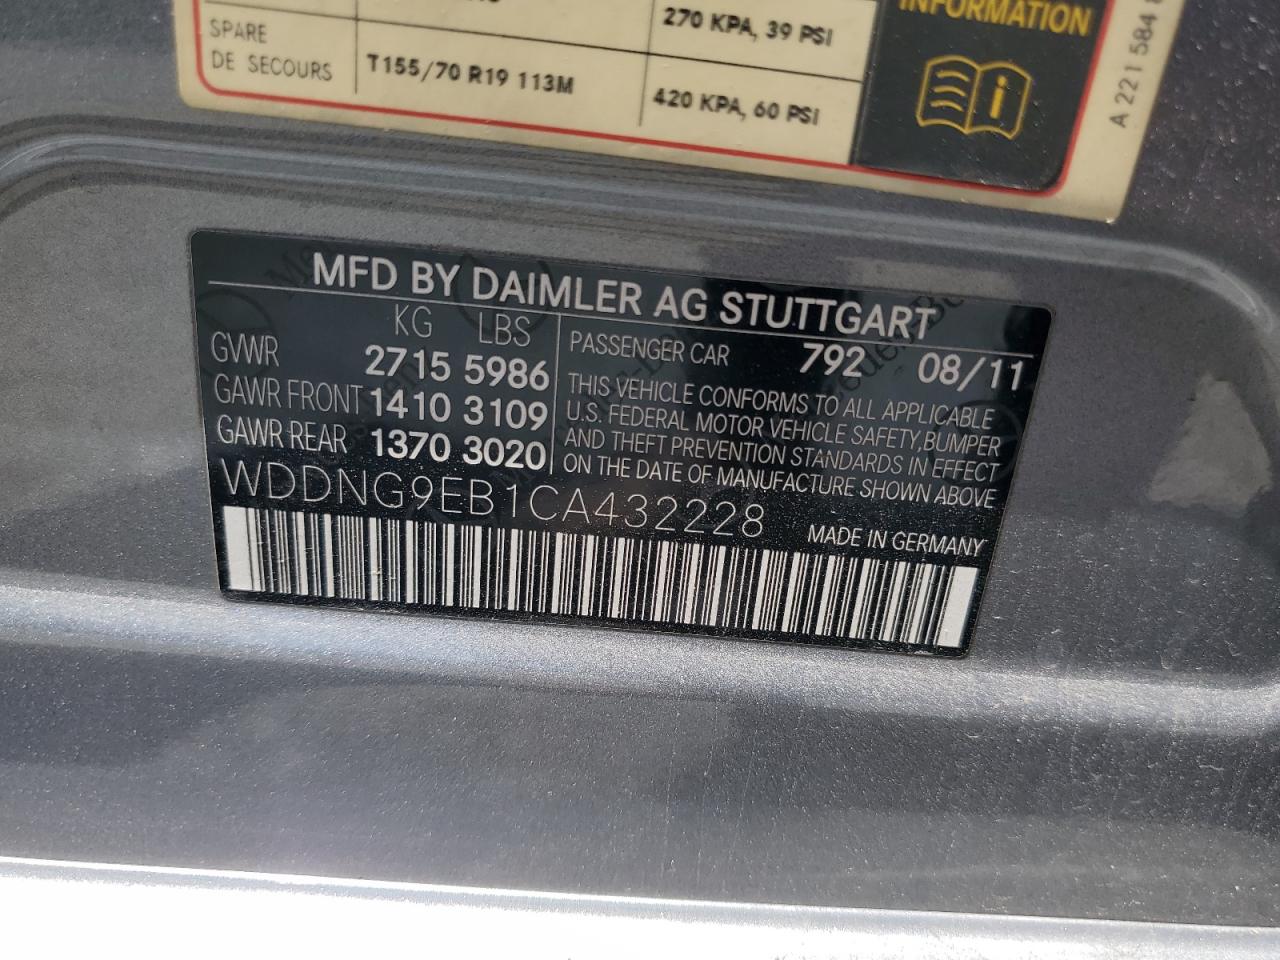 270 KPA, 39 PSI
INFORMATION
SPARE
DE SECOURS
T155/70 R19 113M
420 KPA, 60 PSI
A 221 584
MFD BY DAIMLER AG STUTTGART
KG LBS
GVWR 2715 5986
GAWR FRONT 1410 3109
GAWR REAR 1370 3020
PASSENGER CAR 792 08/11
THIS VEHICLE CONFORMS TO ALL APPLICABLE
U.S. FEDERAL MOTOR VEHICLE SAFETY, BUMPER
AND THEFT PREVENTION STANDARDS IN EFFECT
ON THE DATE OF MANUFACTURE SHOWN ABOVE
WDDNG9EB1CA432228
MADE IN GERMANY